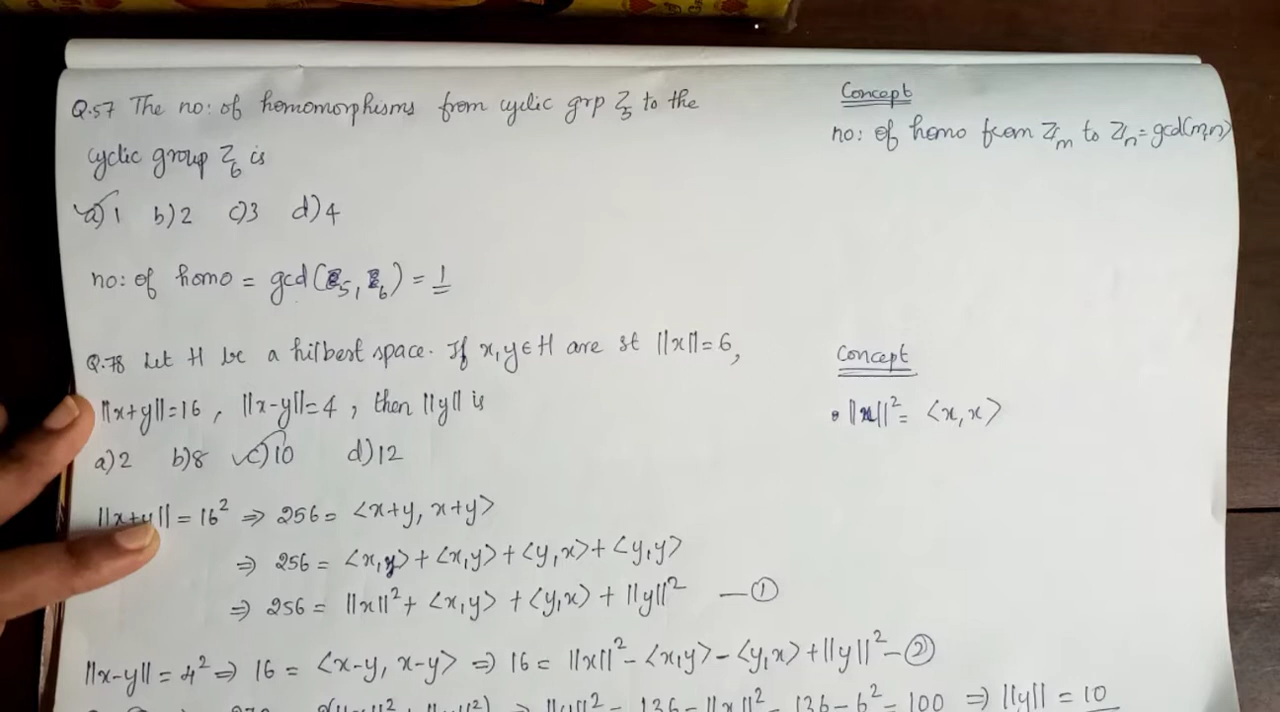 Q.57 The no: of homomorphisms from cyclic grp ℤ₅ to the
cyclic group ℤ₆ is
a) 1 b) 2 c) 3 d) 4
no: of homo = gcd(5, 6) = 1
Concept
no: of homo from ℤm to ℤn = gcd(m,n)
Q.78 Let H be a hilbest space. If x,y∈H are st ||x||=6,
||x+y||=16, ||x-y||=4, then ||y|| is
a) 2 b) 8 c) 10 d) 12
Concept
• ||x||² = <x,x>
||x+y|| = 16² ⇒ 256 = <x+y, x+y>
⇒ 256 = <x,y> + <x,y> + <y,x> + <y,y>
⇒ 256 = ||x||² + <x,y> + <y,x> + ||y||² — ①
||x-y|| = 4² ⇒ 16 = <x-y, x-y> ⇒ 16 = ||x||² - <x,y> - <y,x> + ||y||² - ②
||y||² = 136 - ||x||² = 136 - 6² = 100 ⇒ ||y|| = 10